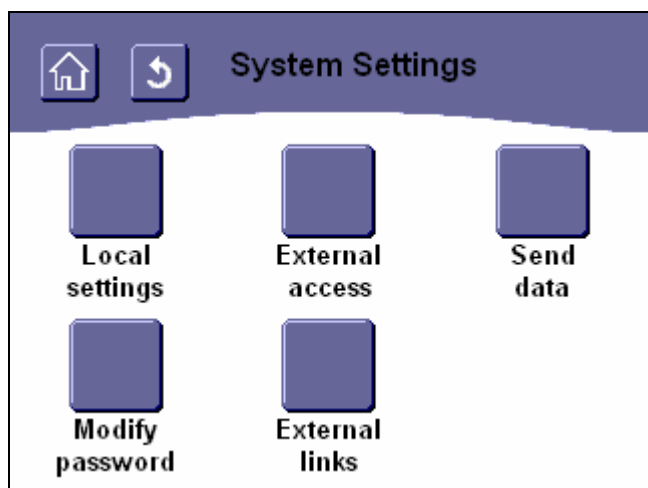 System Settings
Local
settings
External
access
Send
data
Modify
password
External
links